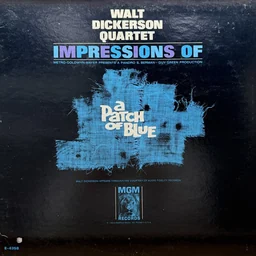 WALT
DICKERSON
QUARTET
IMPRESSIONS OF
METRO-GOLDWYN-MAYER PRESENTS A PANDRO S. BERMAN - GUY GREEN PRODUCTION
a
PATCH
OF BLUE
MGM
RECORDS